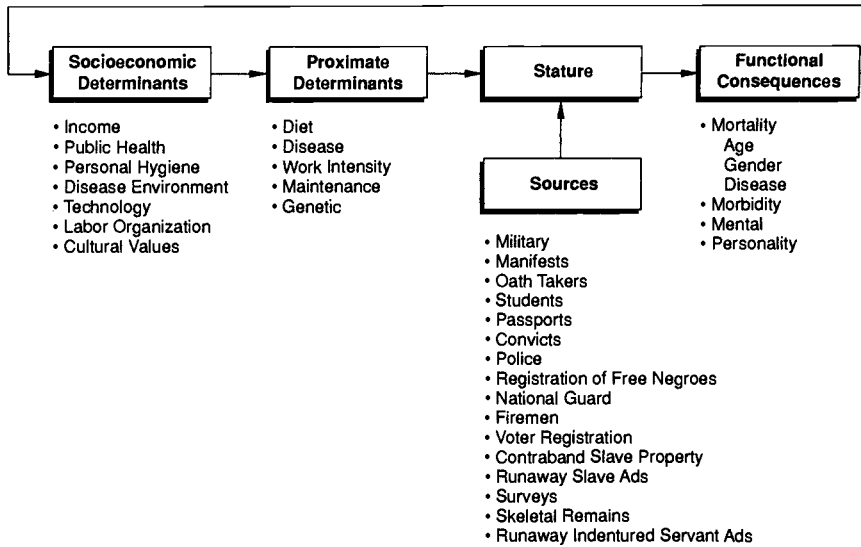 Socioeconomic
Determinants
• Income
• Public Health
• Personal Hygiene
• Disease Environment
• Technology
• Labor Organization
• Cultural Values
Proximate
Determinants
• Diet
• Disease
• Work Intensity
• Maintenance
• Genetic
Stature
Sources
• Military
• Manifests
• Oath Takers
• Students
• Passports
• Convicts
• Police
• Registration of Free Negroes
• National Guard
• Firemen
• Voter Registration
• Contraband Slave Property
• Runaway Slave Ads
• Surveys
• Skeletal Remains
• Runaway Indentured Servant Ads
Functional
Consequences
• Mortality
Age
Gender
Disease
• Morbidity
• Mental
• Personality